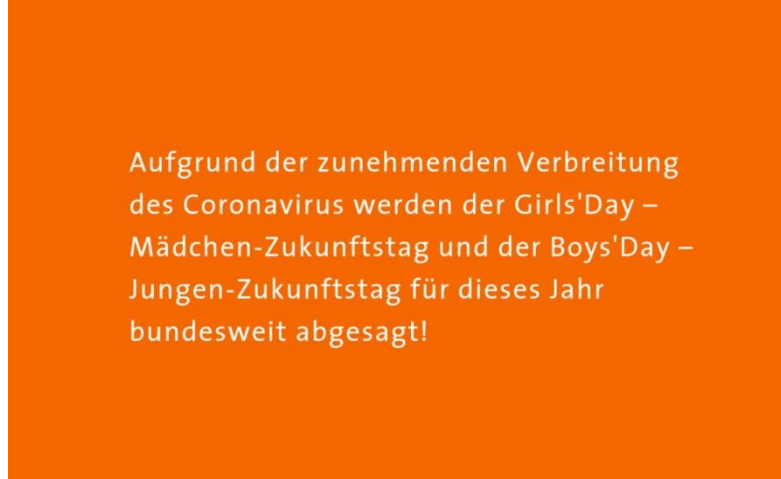 Aufgrund der zunehmenden Verbreitung
des Coronavirus werden der Girls'Day –
Mädchen-Zukunftstag und der Boys'Day –
Jungen-Zukunftstag für dieses Jahr
bundesweit abgesagt!